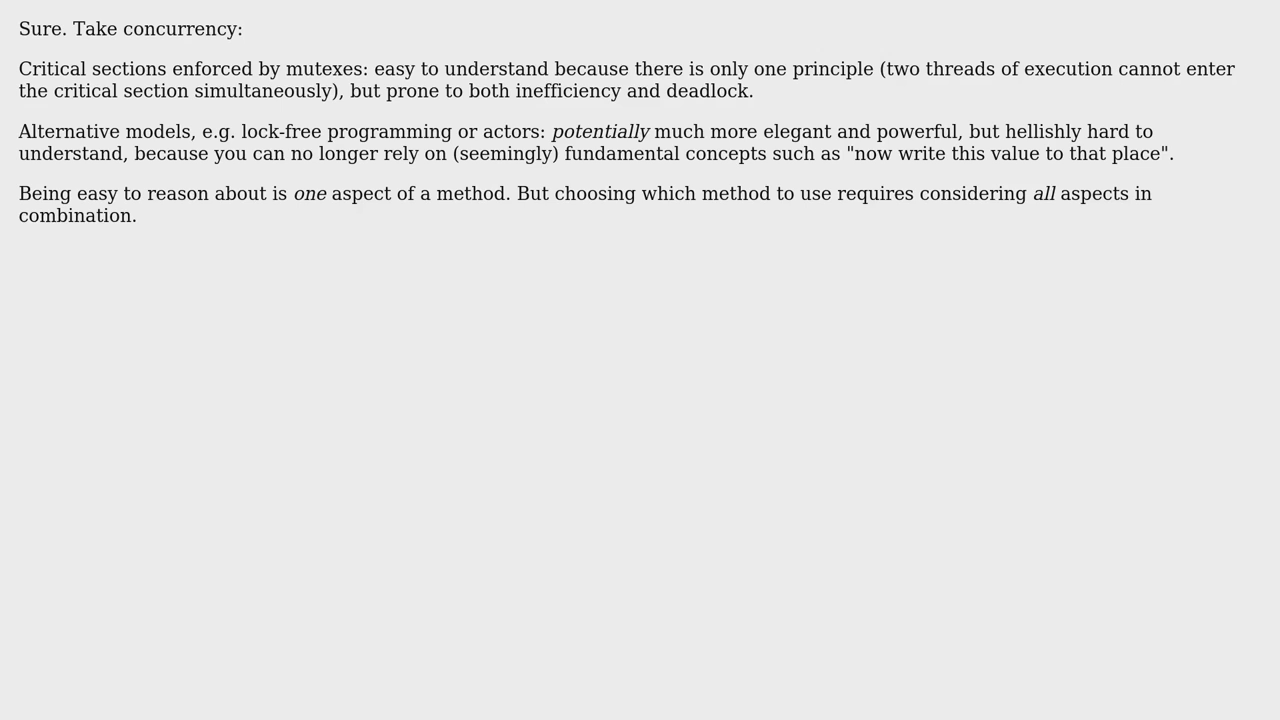 Sure. Take concurrency:
Critical sections enforced by mutexes: easy to understand because there is only one principle (two threads of execution cannot enter
the critical section simultaneously), but prone to both inefficiency and deadlock.
Alternative models, e.g. lock-free programming or actors: potentially much more elegant and powerful, but hellishly hard to
understand, because you can no longer rely on (seemingly) fundamental concepts such as "now write this value to that place".
Being easy to reason about is one aspect of a method. But choosing which method to use requires considering all aspects in
combination.